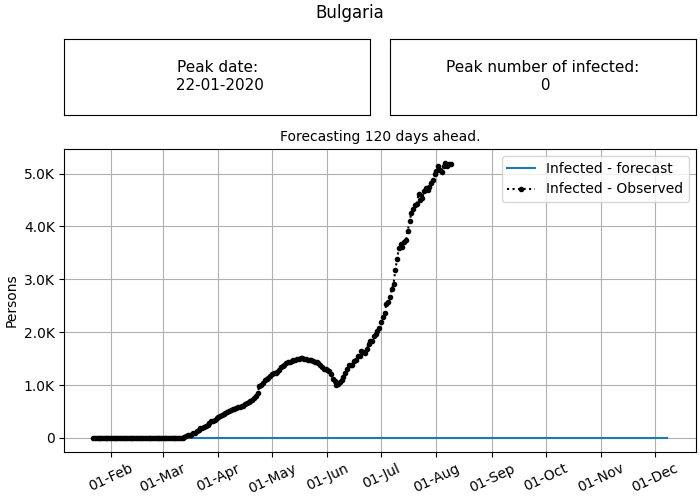 Bulgaria
Peak date:
22-01-2020
Peak number of infected:
0
Forecasting 120 days ahead.
Infected - forecast
Infected - Observed
Persons
5.0K
4.0K
3.0K
2.0K
1.0K
0
01-Feb
01-Mar
01-Apr
01-May
01-Jun
01-Jul
01-Aug
01-Sep
01-Oct
01-Nov
01-Dec